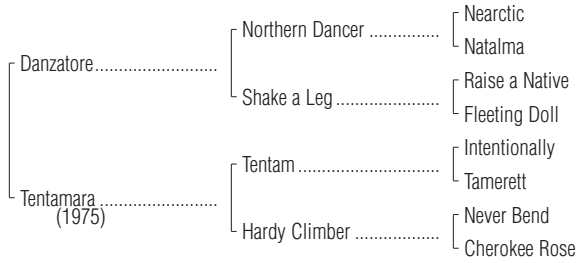 Nearctic
Northern Dancer ................
Natalma
Danzatore............................
Raise a Native
Shake a Leg........................
Fleeting Doll
Intentionally
Tentam.................................
Tamerett
Tentamara ...........................
(1975)
Never Bend
Hardy Climber ...................
Cherokee Rose